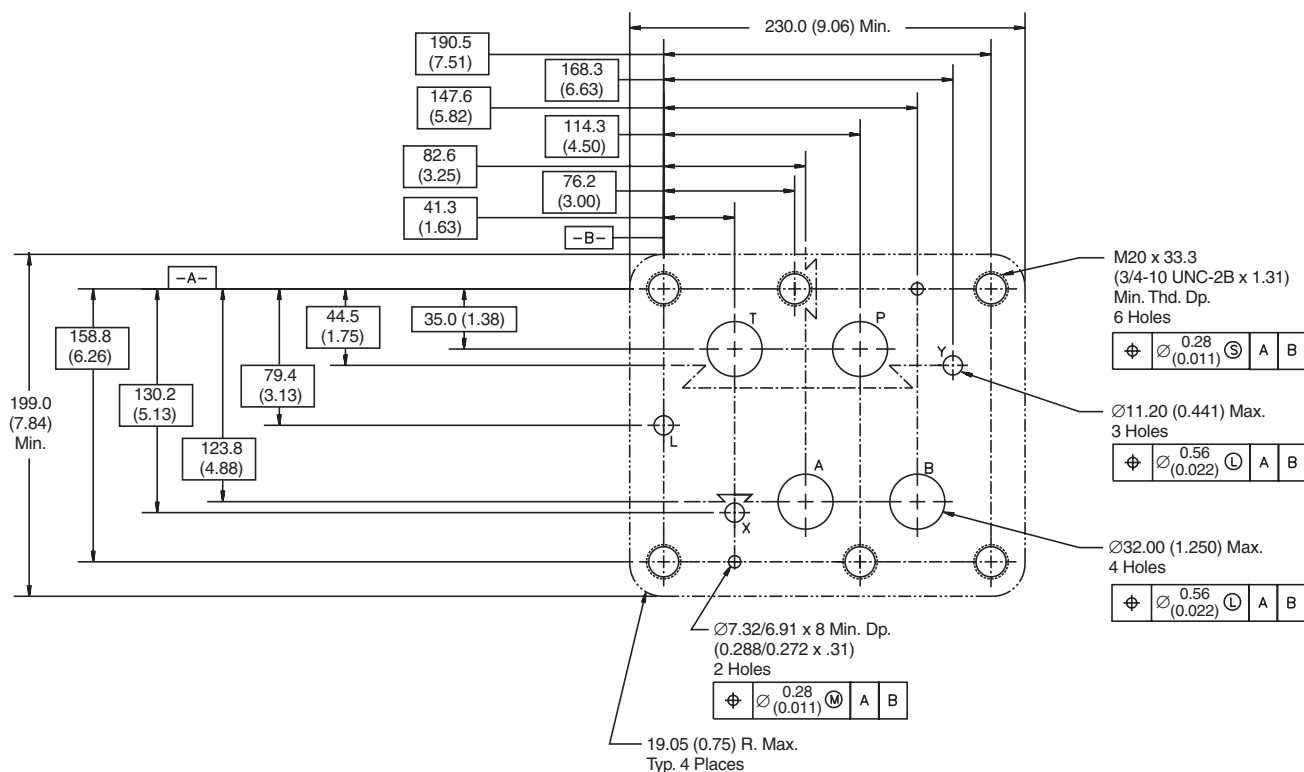 230.0 (9.06) Min.
190.5
(7.51)
168.3
(6.63)
147.6
(5.82)
114.3
(4.50)
82.6
(3.25)
76.2
(3.00)
41.3
(1.63)
-B-
-A-
M20 x 33.3
(3/4-10 UNC-2B x 1.31)
Min. Thd. Dp.
6 Holes
⌖ ∅ 0.28 (0.011) Ⓢ A B
35.0 (1.38)
44.5
(1.75)
T
P
Y
158.8
(6.26)
79.4
(3.13)
130.2
(5.13)
199.0
(7.84)
Min.
∅11.20 (0.441) Max.
3 Holes
⌖ ∅ 0.56 (0.022) Ⓛ A B
L
123.8
(4.88)
A
B
X
∅32.00 (1.250) Max.
4 Holes
⌖ ∅ 0.56 (0.022) Ⓛ A B
∅7.32/6.91 x 8 Min. Dp.
(0.288/0.272 x .31)
2 Holes
⌖ ∅ 0.28 (0.011) Ⓜ A B
19.05 (0.75) R. Max.
Typ. 4 Places